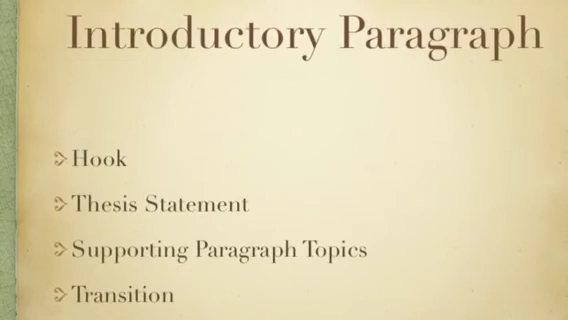 Introductory Paragraph
Hook
Thesis Statement
Supporting Paragraph Topics
Transition